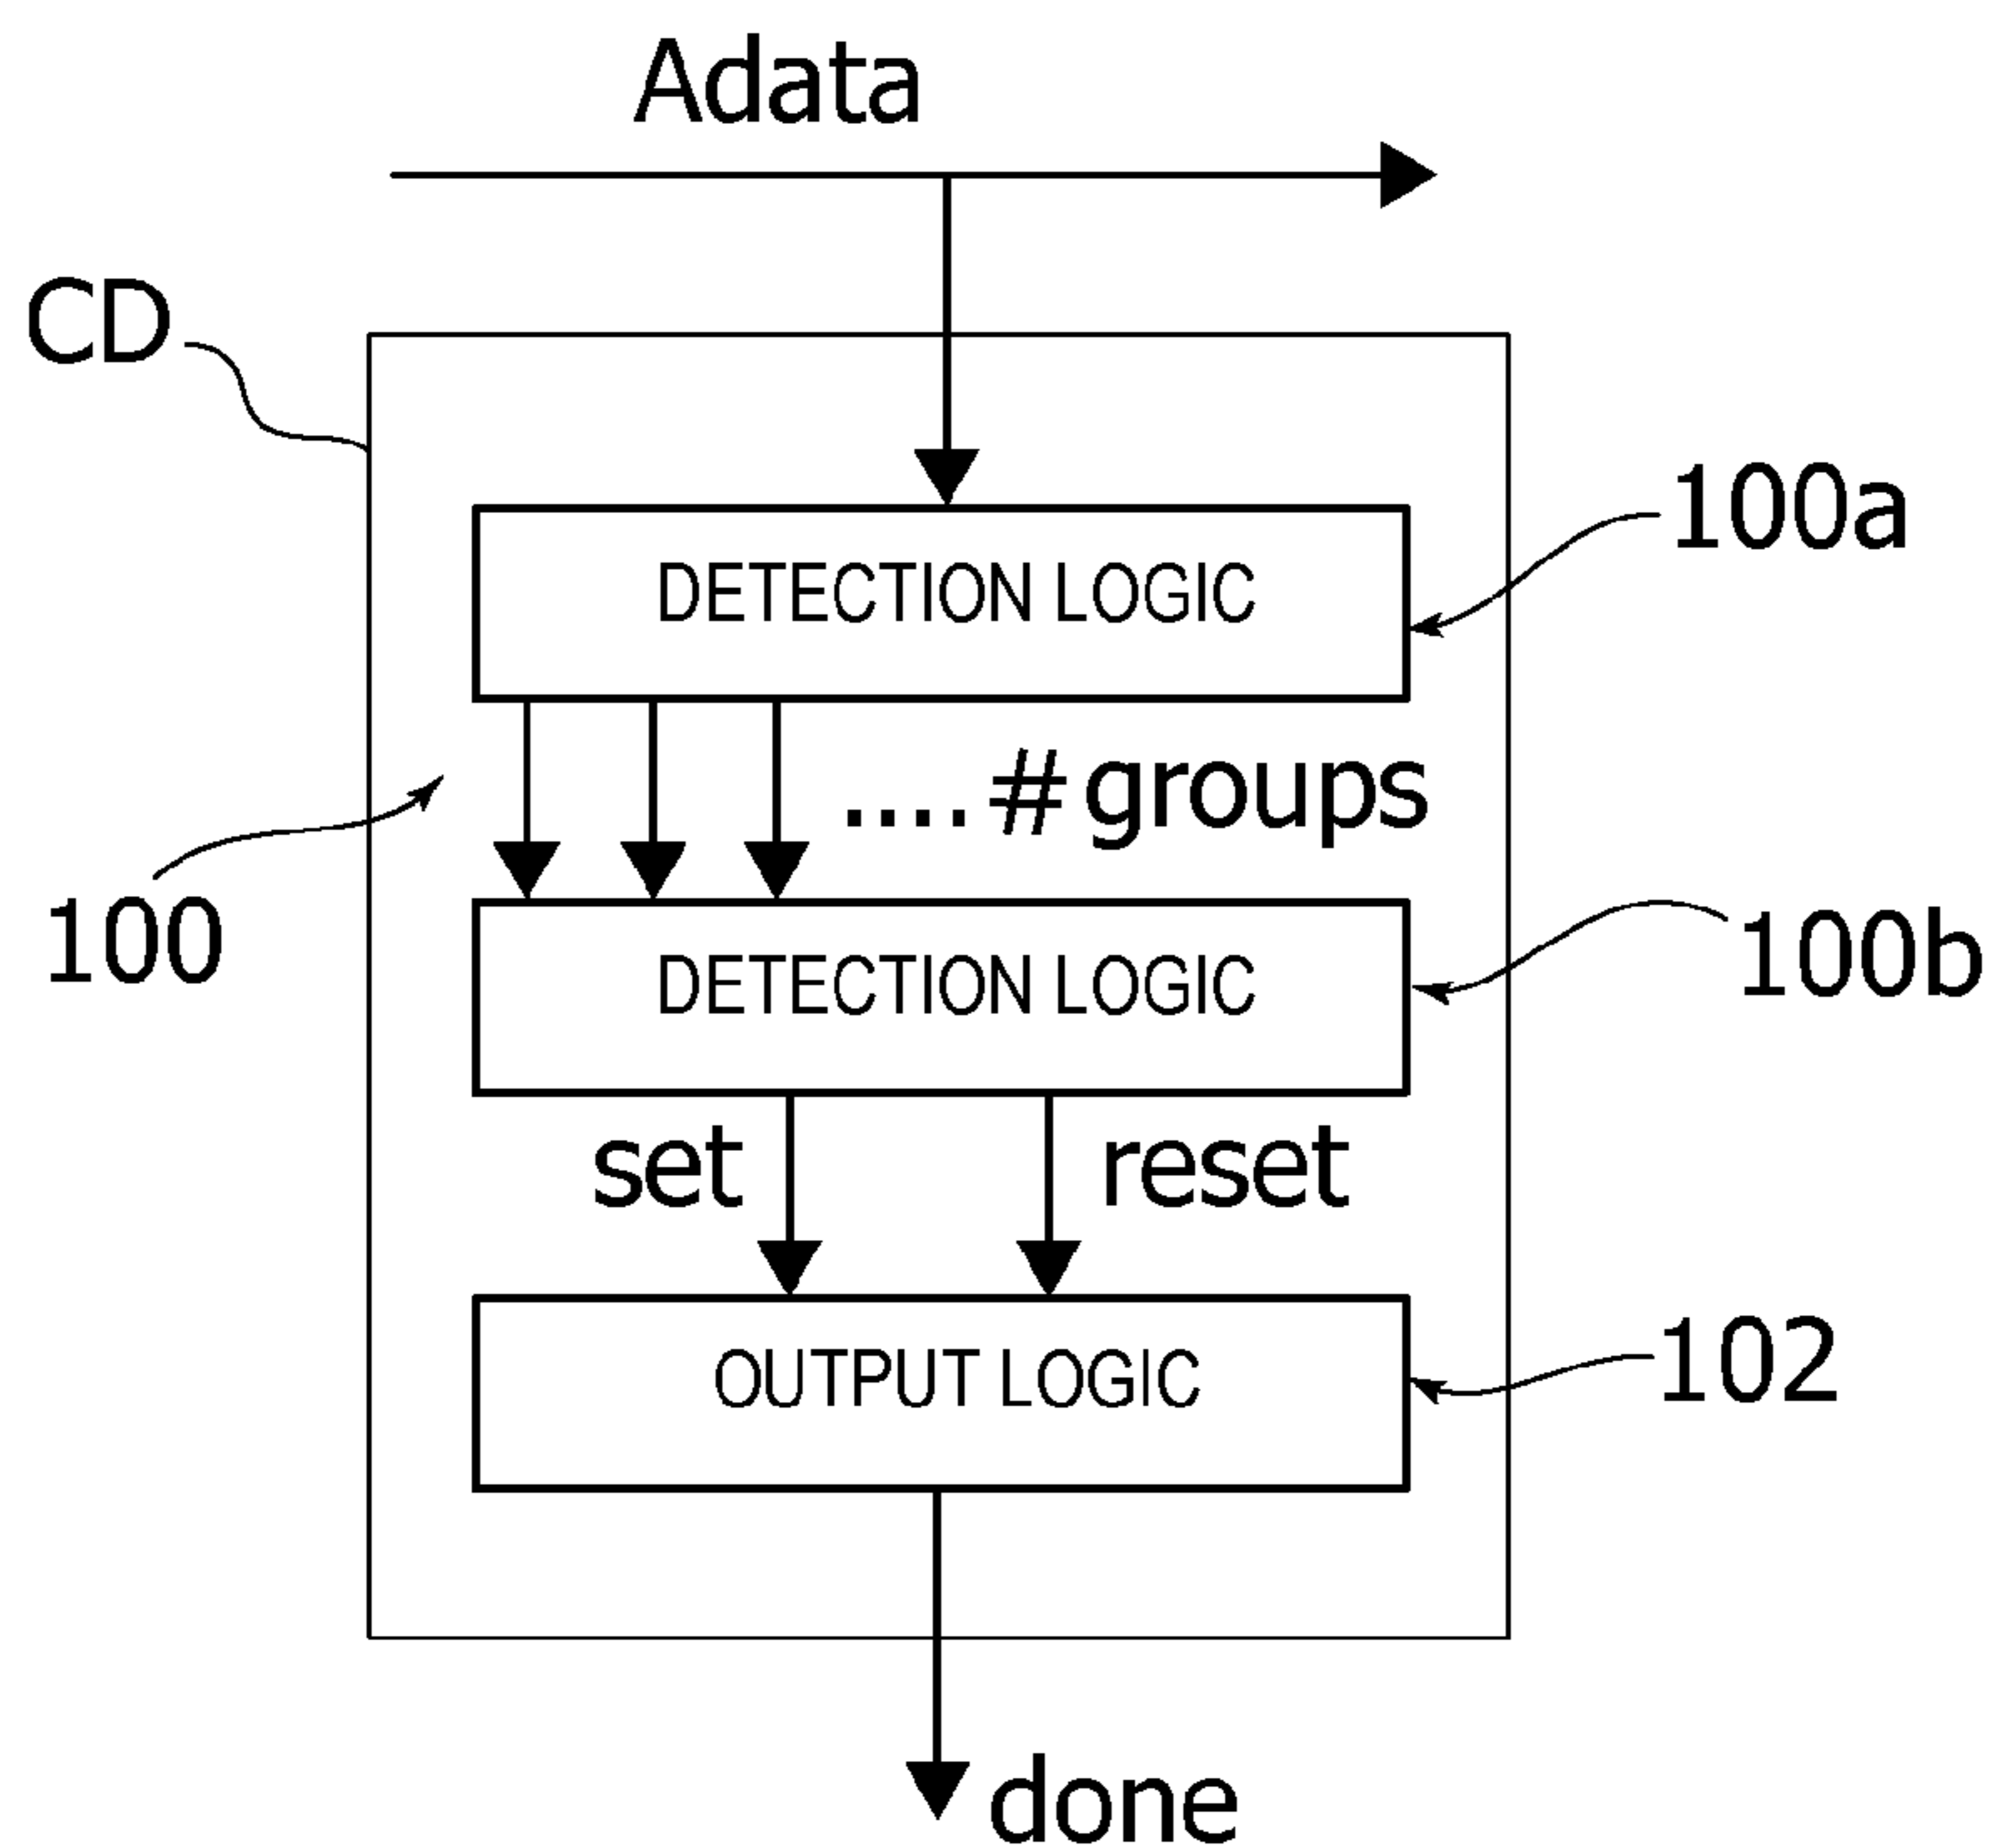 Adata
CD
100a
DETECTION LOGIC
.... # groups
100
100b
DETECTION LOGIC
set
reset
102
OUTPUT LOGIC
done